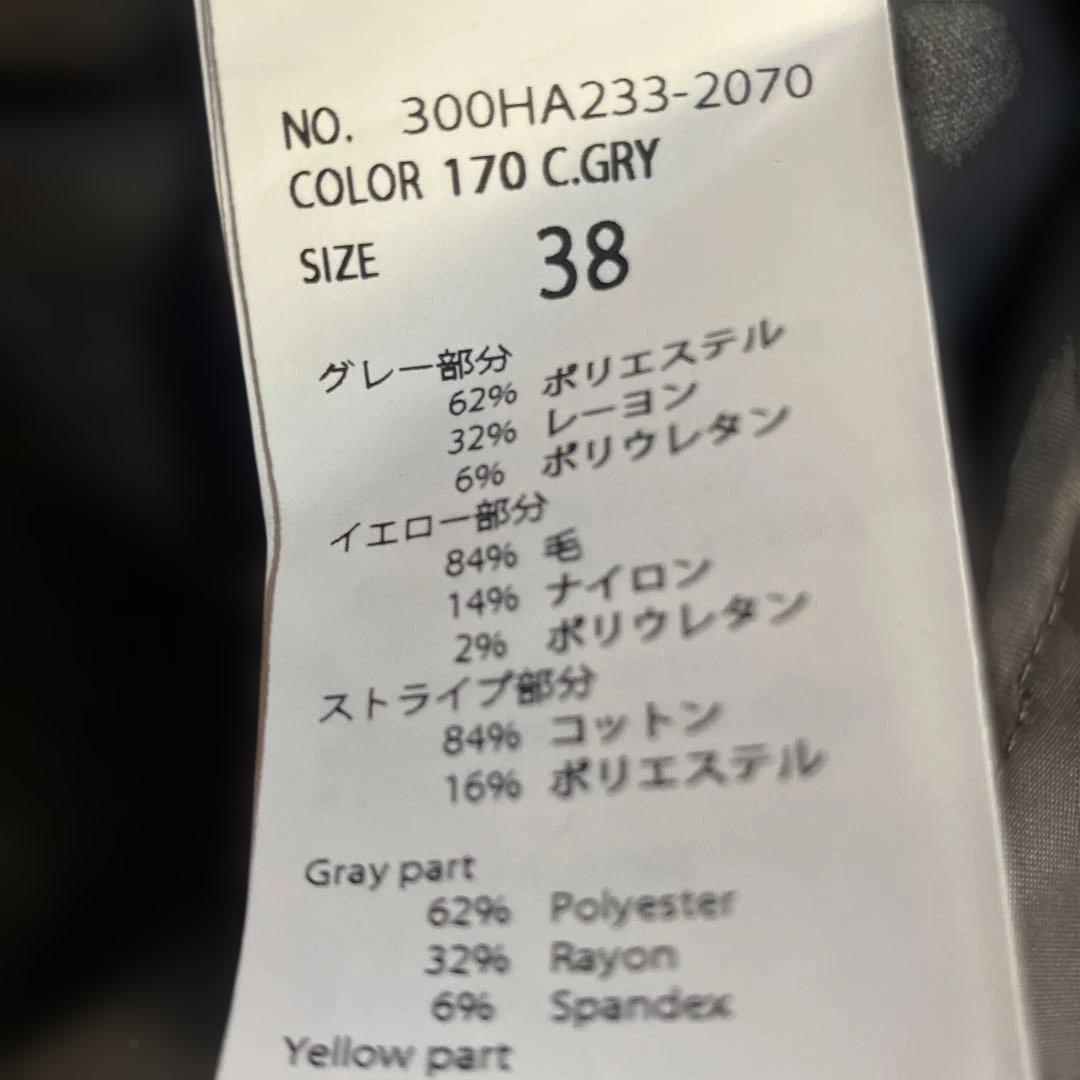 NO. 300HA233-2070
COLOR 170 C.GRY
SIZE 38
グレー部分
62% ポリエステル
32% レーヨン
6% ポリウレタン
イエロー部分
84% 毛
14% ナイロン
2% ポリウレタン
ストライプ部分
84% コットン
16% ポリエステル
Gray part
62% Polyester
32% Rayon
6% Spandex
Yellow part